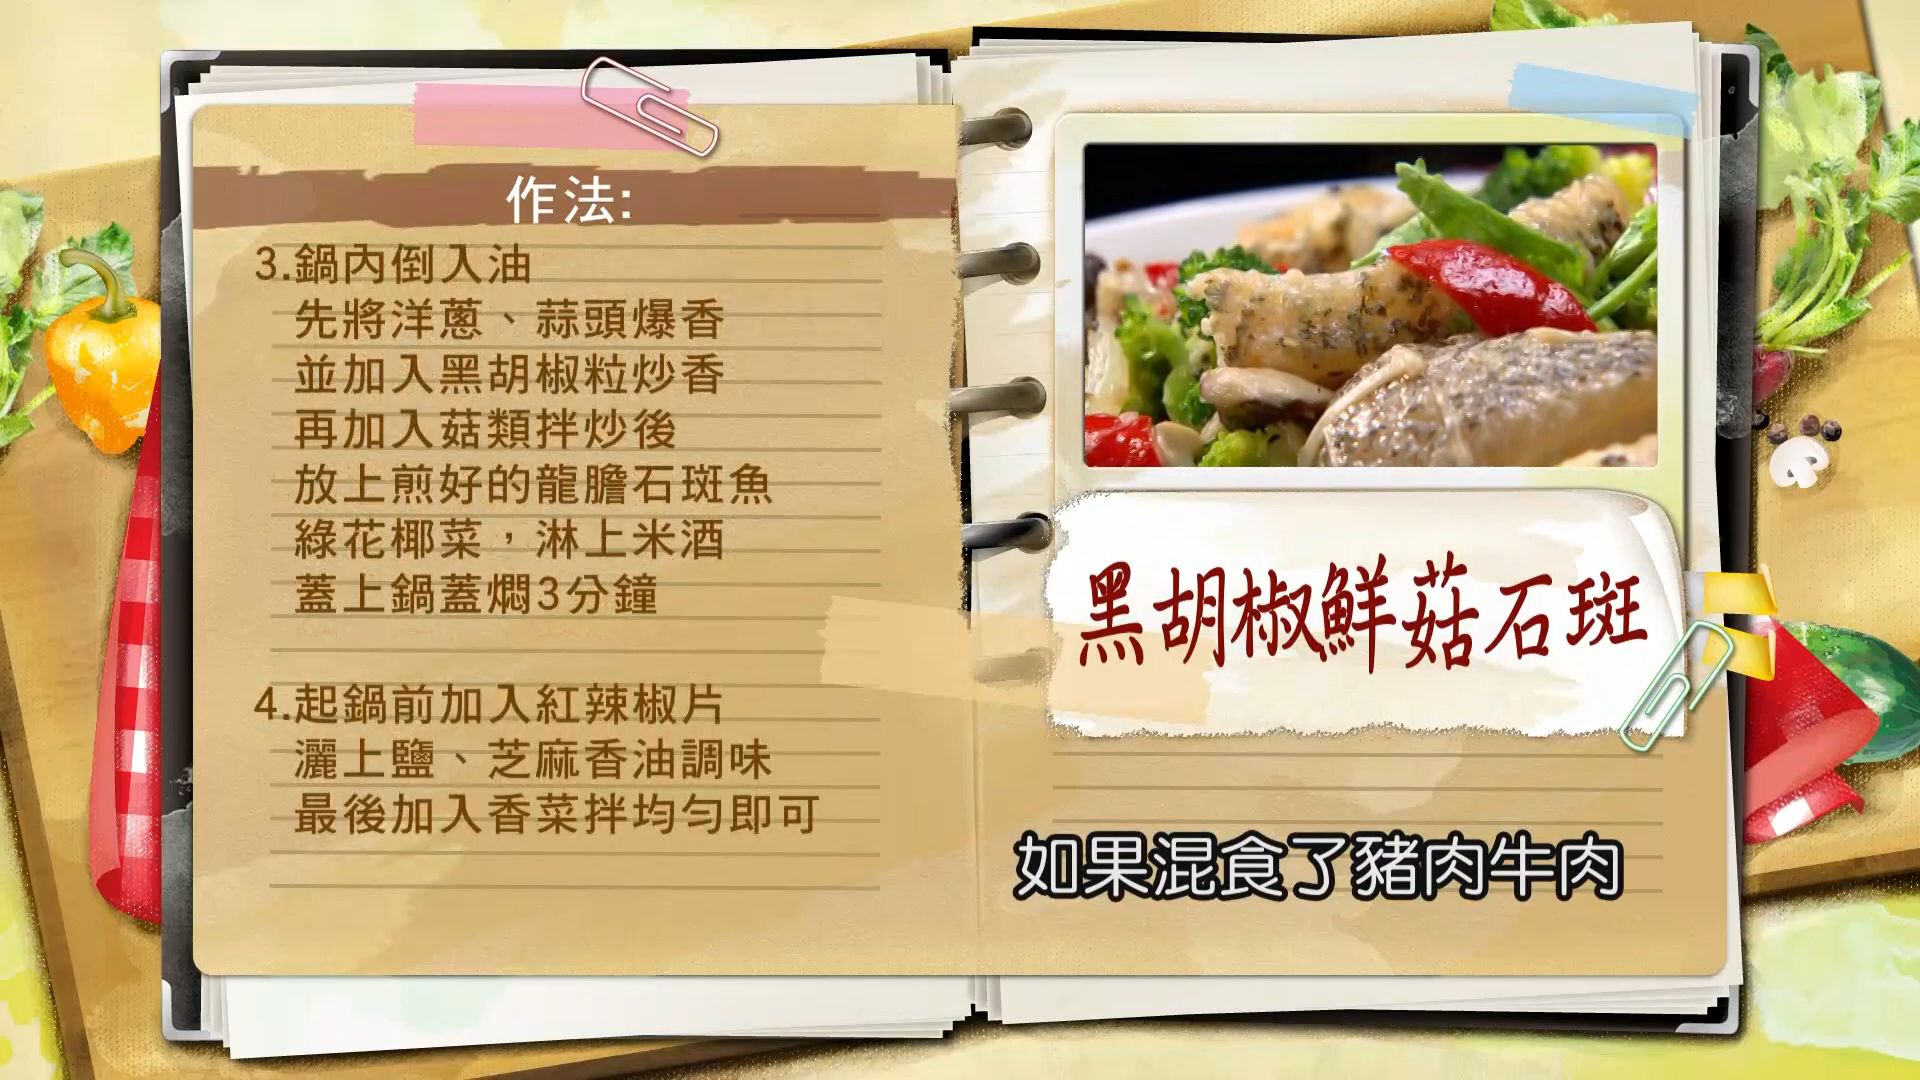 作法:
3.鍋內倒入油
先將洋蔥、蒜頭爆香
並加入黑胡椒粒炒香
再加入菇類拌炒後
放上煎好的龍膽石斑魚
綠花椰菜，淋上米酒
蓋上鍋蓋燜3分鐘
4.起鍋前加入紅辣椒片
灑上鹽、芝麻香油調味
最後加入香菜拌均勻即可
黑胡椒鮮菇石斑
如果混食了豬肉牛肉